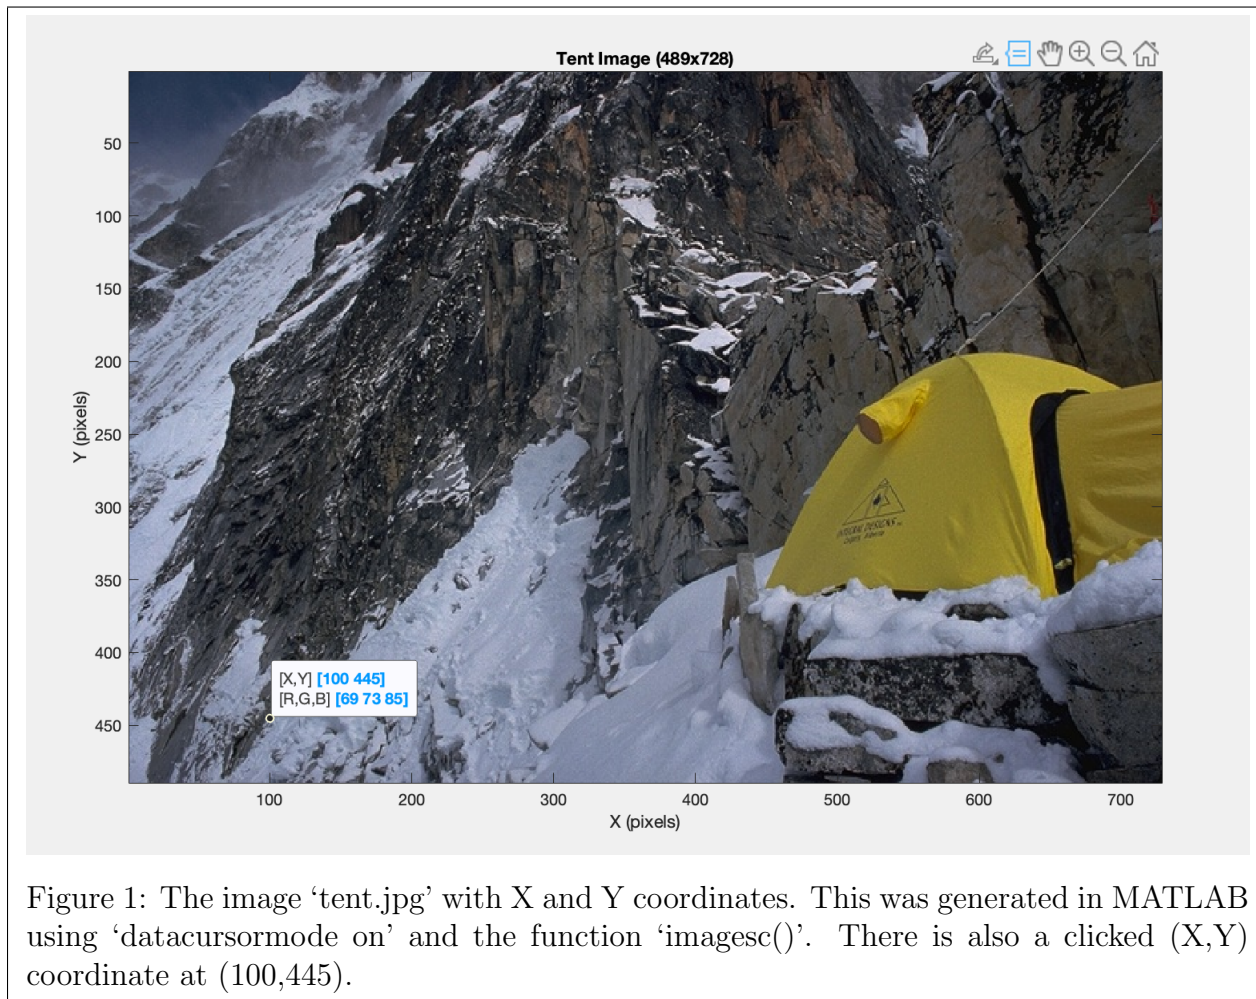 Tent Image (489x728)
50
100
150
200
250
300
350
400
450
Y (pixels)
INTEGRAL DESIGNS
[X,Y] [100 445]
[R,G,B] [69 73 85]
100 200 300 400 500 600 700
X (pixels)
Figure 1: The image ‘tent.jpg’ with X and Y coordinates. This was generated in MATLAB
using ‘datacursormode on’ and the function ‘imagesc()’. There is also a clicked (X,Y)
coordinate at (100,445).